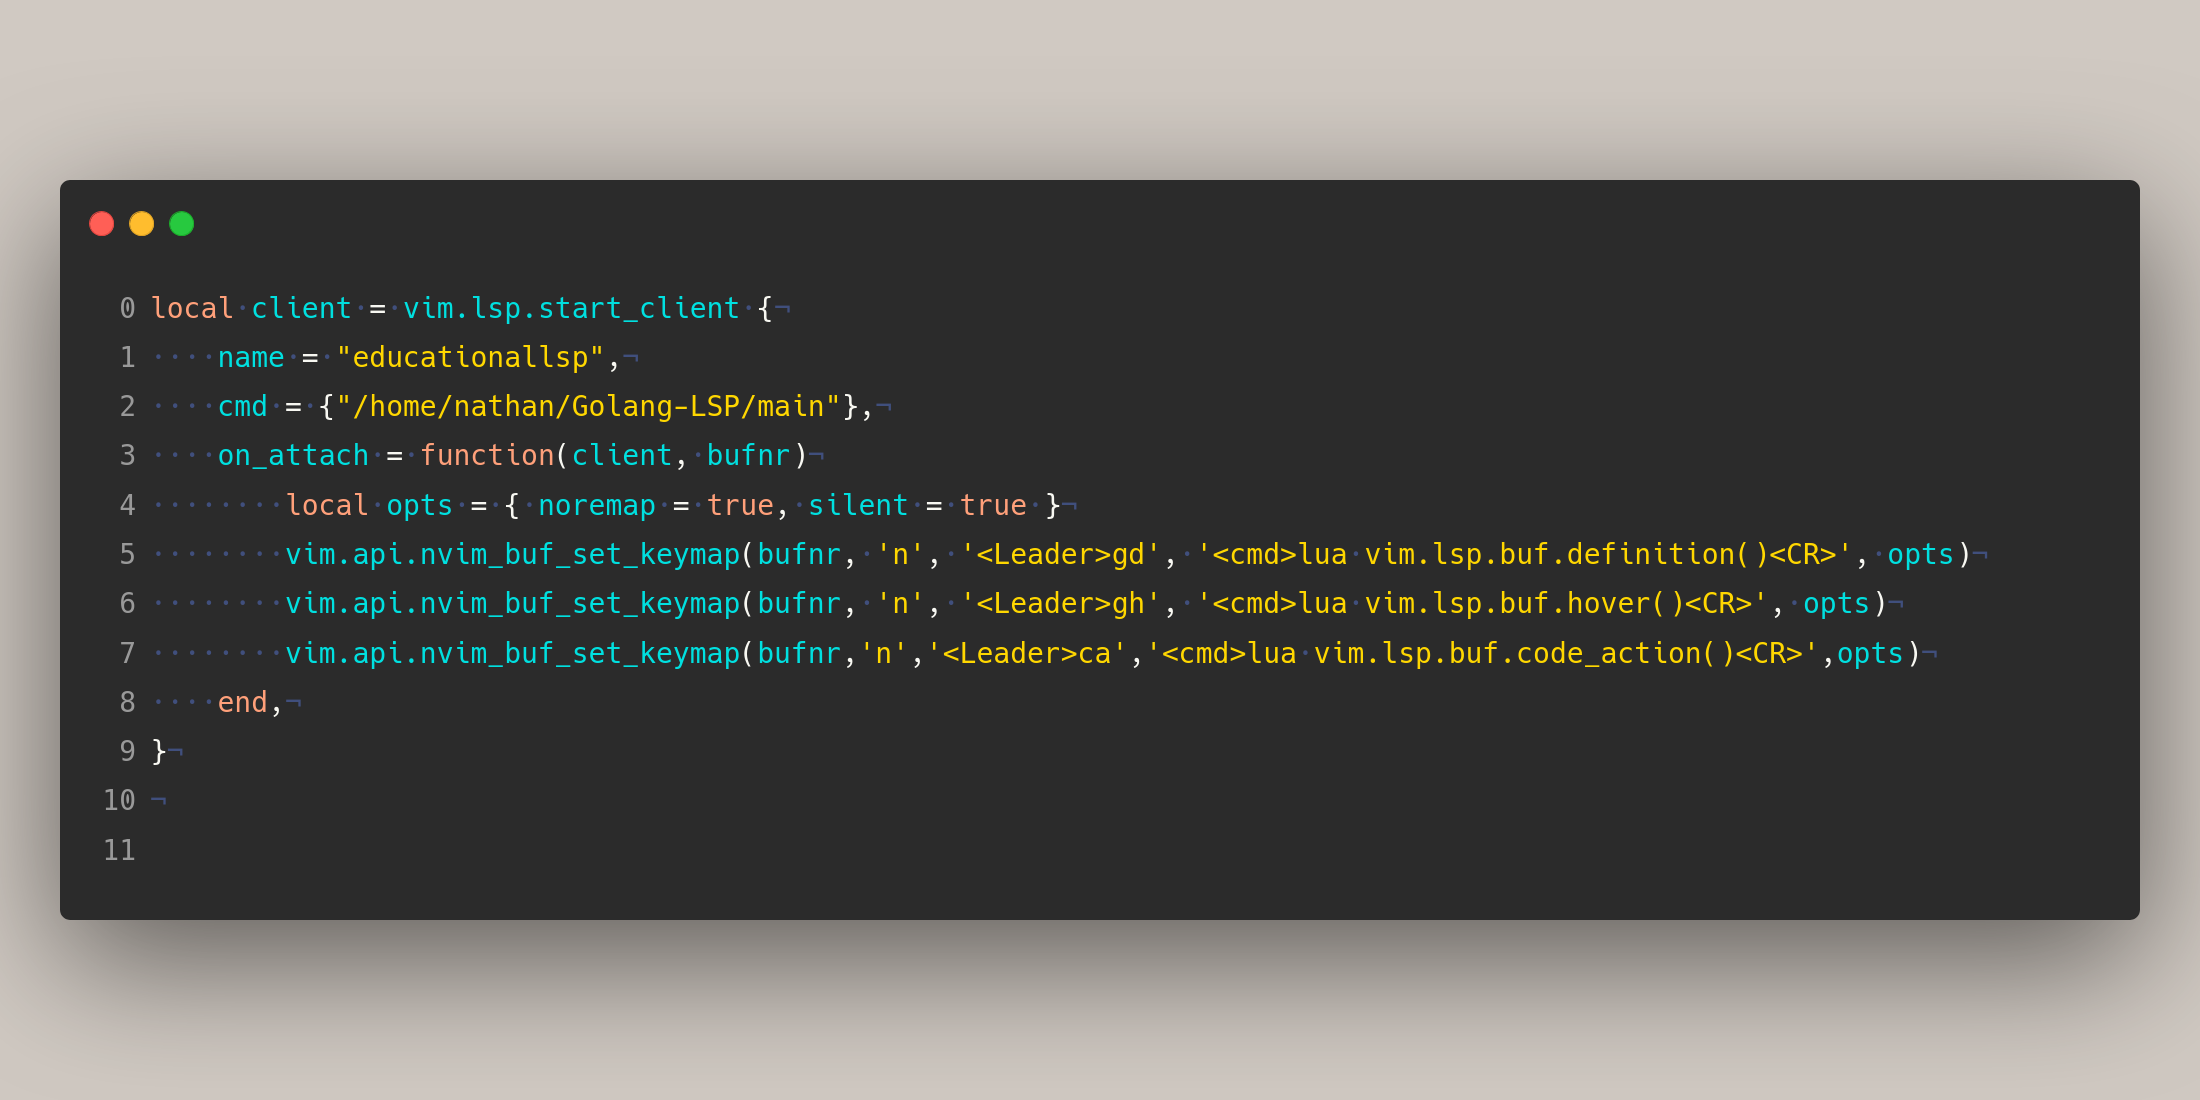 0 local client = vim.lsp.start_client {¬
1 ····name = "educationallsp",¬
2 ····cmd = {"/home/nathan/Golang-LSP/main"},¬
3 ····on_attach = function(client, bufnr)¬
4 ········local opts = { noremap = true, silent = true }¬
5 ········vim.api.nvim_buf_set_keymap(bufnr, 'n', '<Leader>gd', '<cmd>lua vim.lsp.buf.definition()<CR>', opts)¬
6 ········vim.api.nvim_buf_set_keymap(bufnr, 'n', '<Leader>gh', '<cmd>lua vim.lsp.buf.hover()<CR>', opts)¬
7 ········vim.api.nvim_buf_set_keymap(bufnr,'n','<Leader>ca','<cmd>lua vim.lsp.buf.code_action()<CR>',opts)¬
8 ····end,¬
9 }¬
10 ¬
11